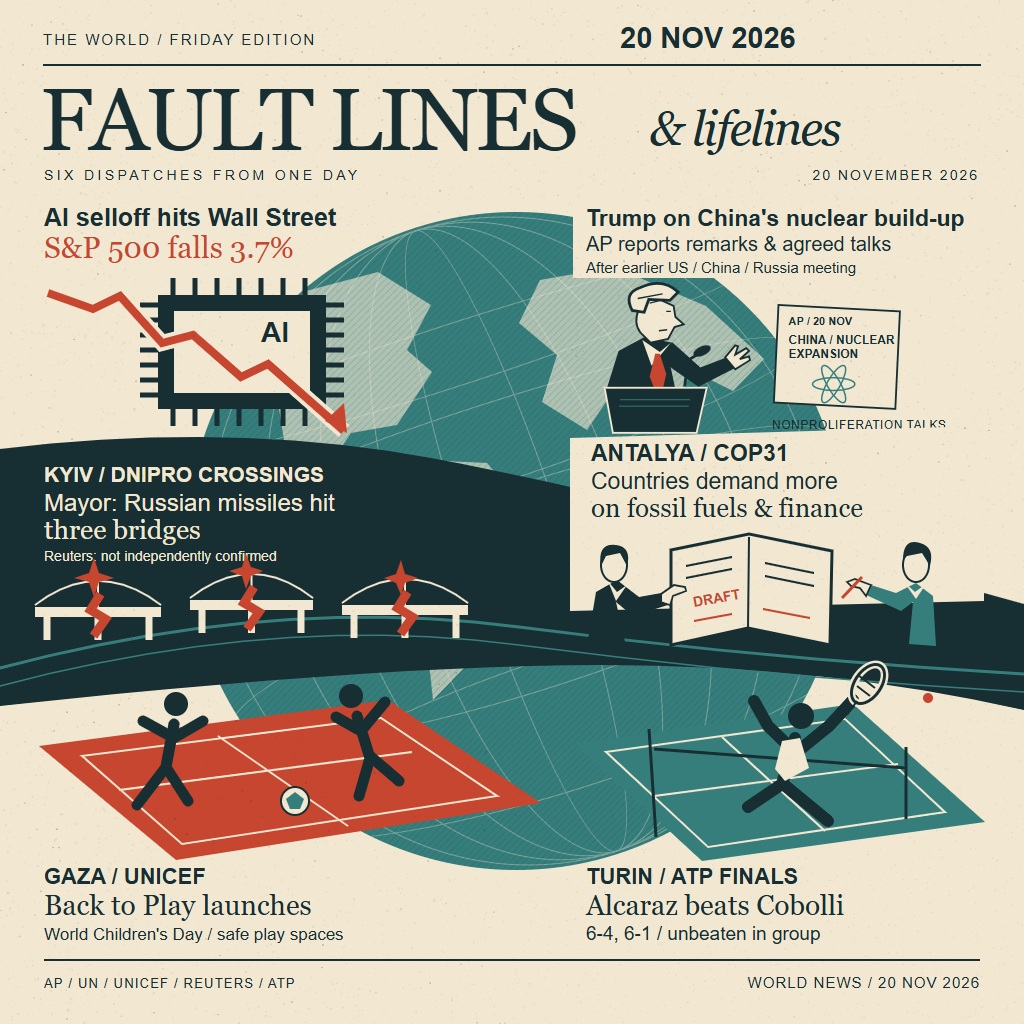 THE WORLD / FRIDAY EDITION
20 NOV 2026
FAULT LINES
& lifelines
SIX DISPATCHES FROM ONE DAY
20 NOVEMBER 2026
AI selloff hits Wall Street
S&P 500 falls 3.7%
AI
Trump on China's nuclear build-up
AP reports remarks & agreed talks
After earlier US / China / Russia meeting
AP / 20 NOV
CHINA / NUCLEAR
EXPANSION
NONPROLIFERATION TALKS
KYIV / DNIPRO CROSSINGS
Mayor: Russian missiles hit
three bridges
Reuters: not independently confirmed
ANTALYA / COP31
Countries demand more
on fossil fuels & finance
DRAFT
GAZA / UNICEF
Back to Play launches
World Children's Day / safe play spaces
TURIN / ATP FINALS
Alcaraz beats Cobolli
6-4, 6-1 / unbeaten in group
AP / UN / UNICEF / REUTERS / ATP
WORLD NEWS / 20 NOV 2026